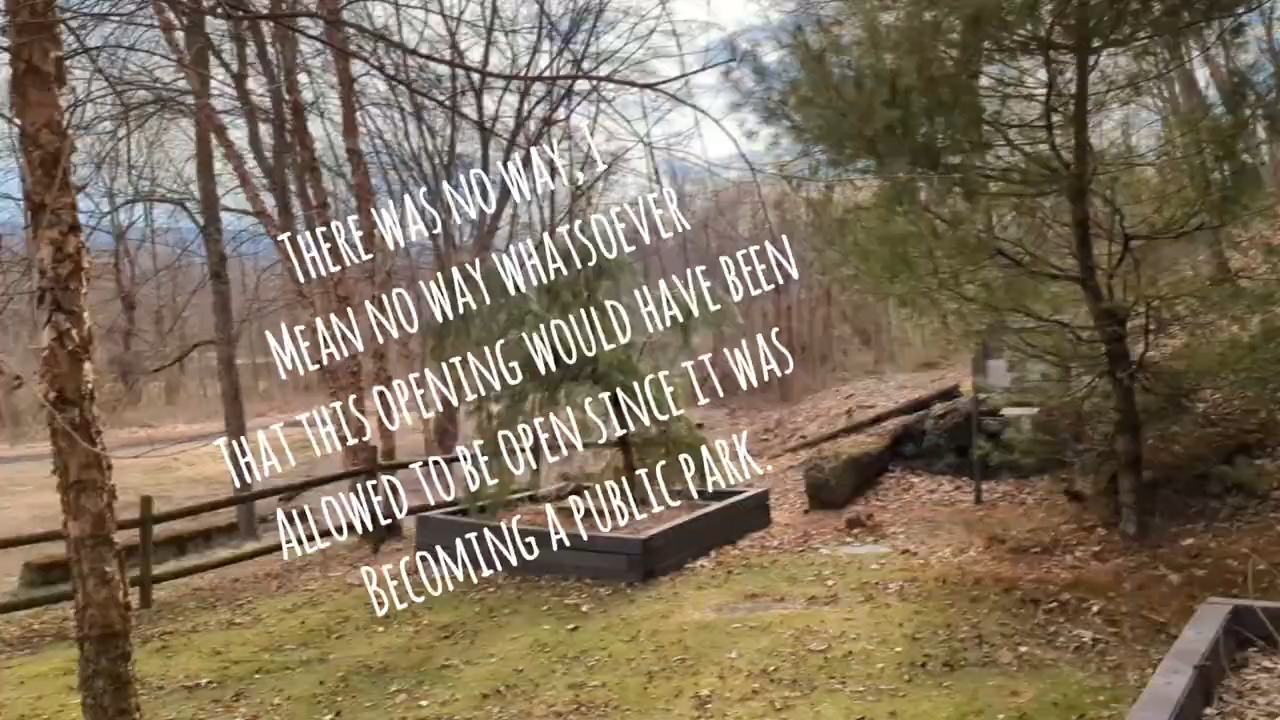 There was no way, I
Mean no way whatsoever
That this opening would have been
Allowed to be open since it was
Becoming a public park.